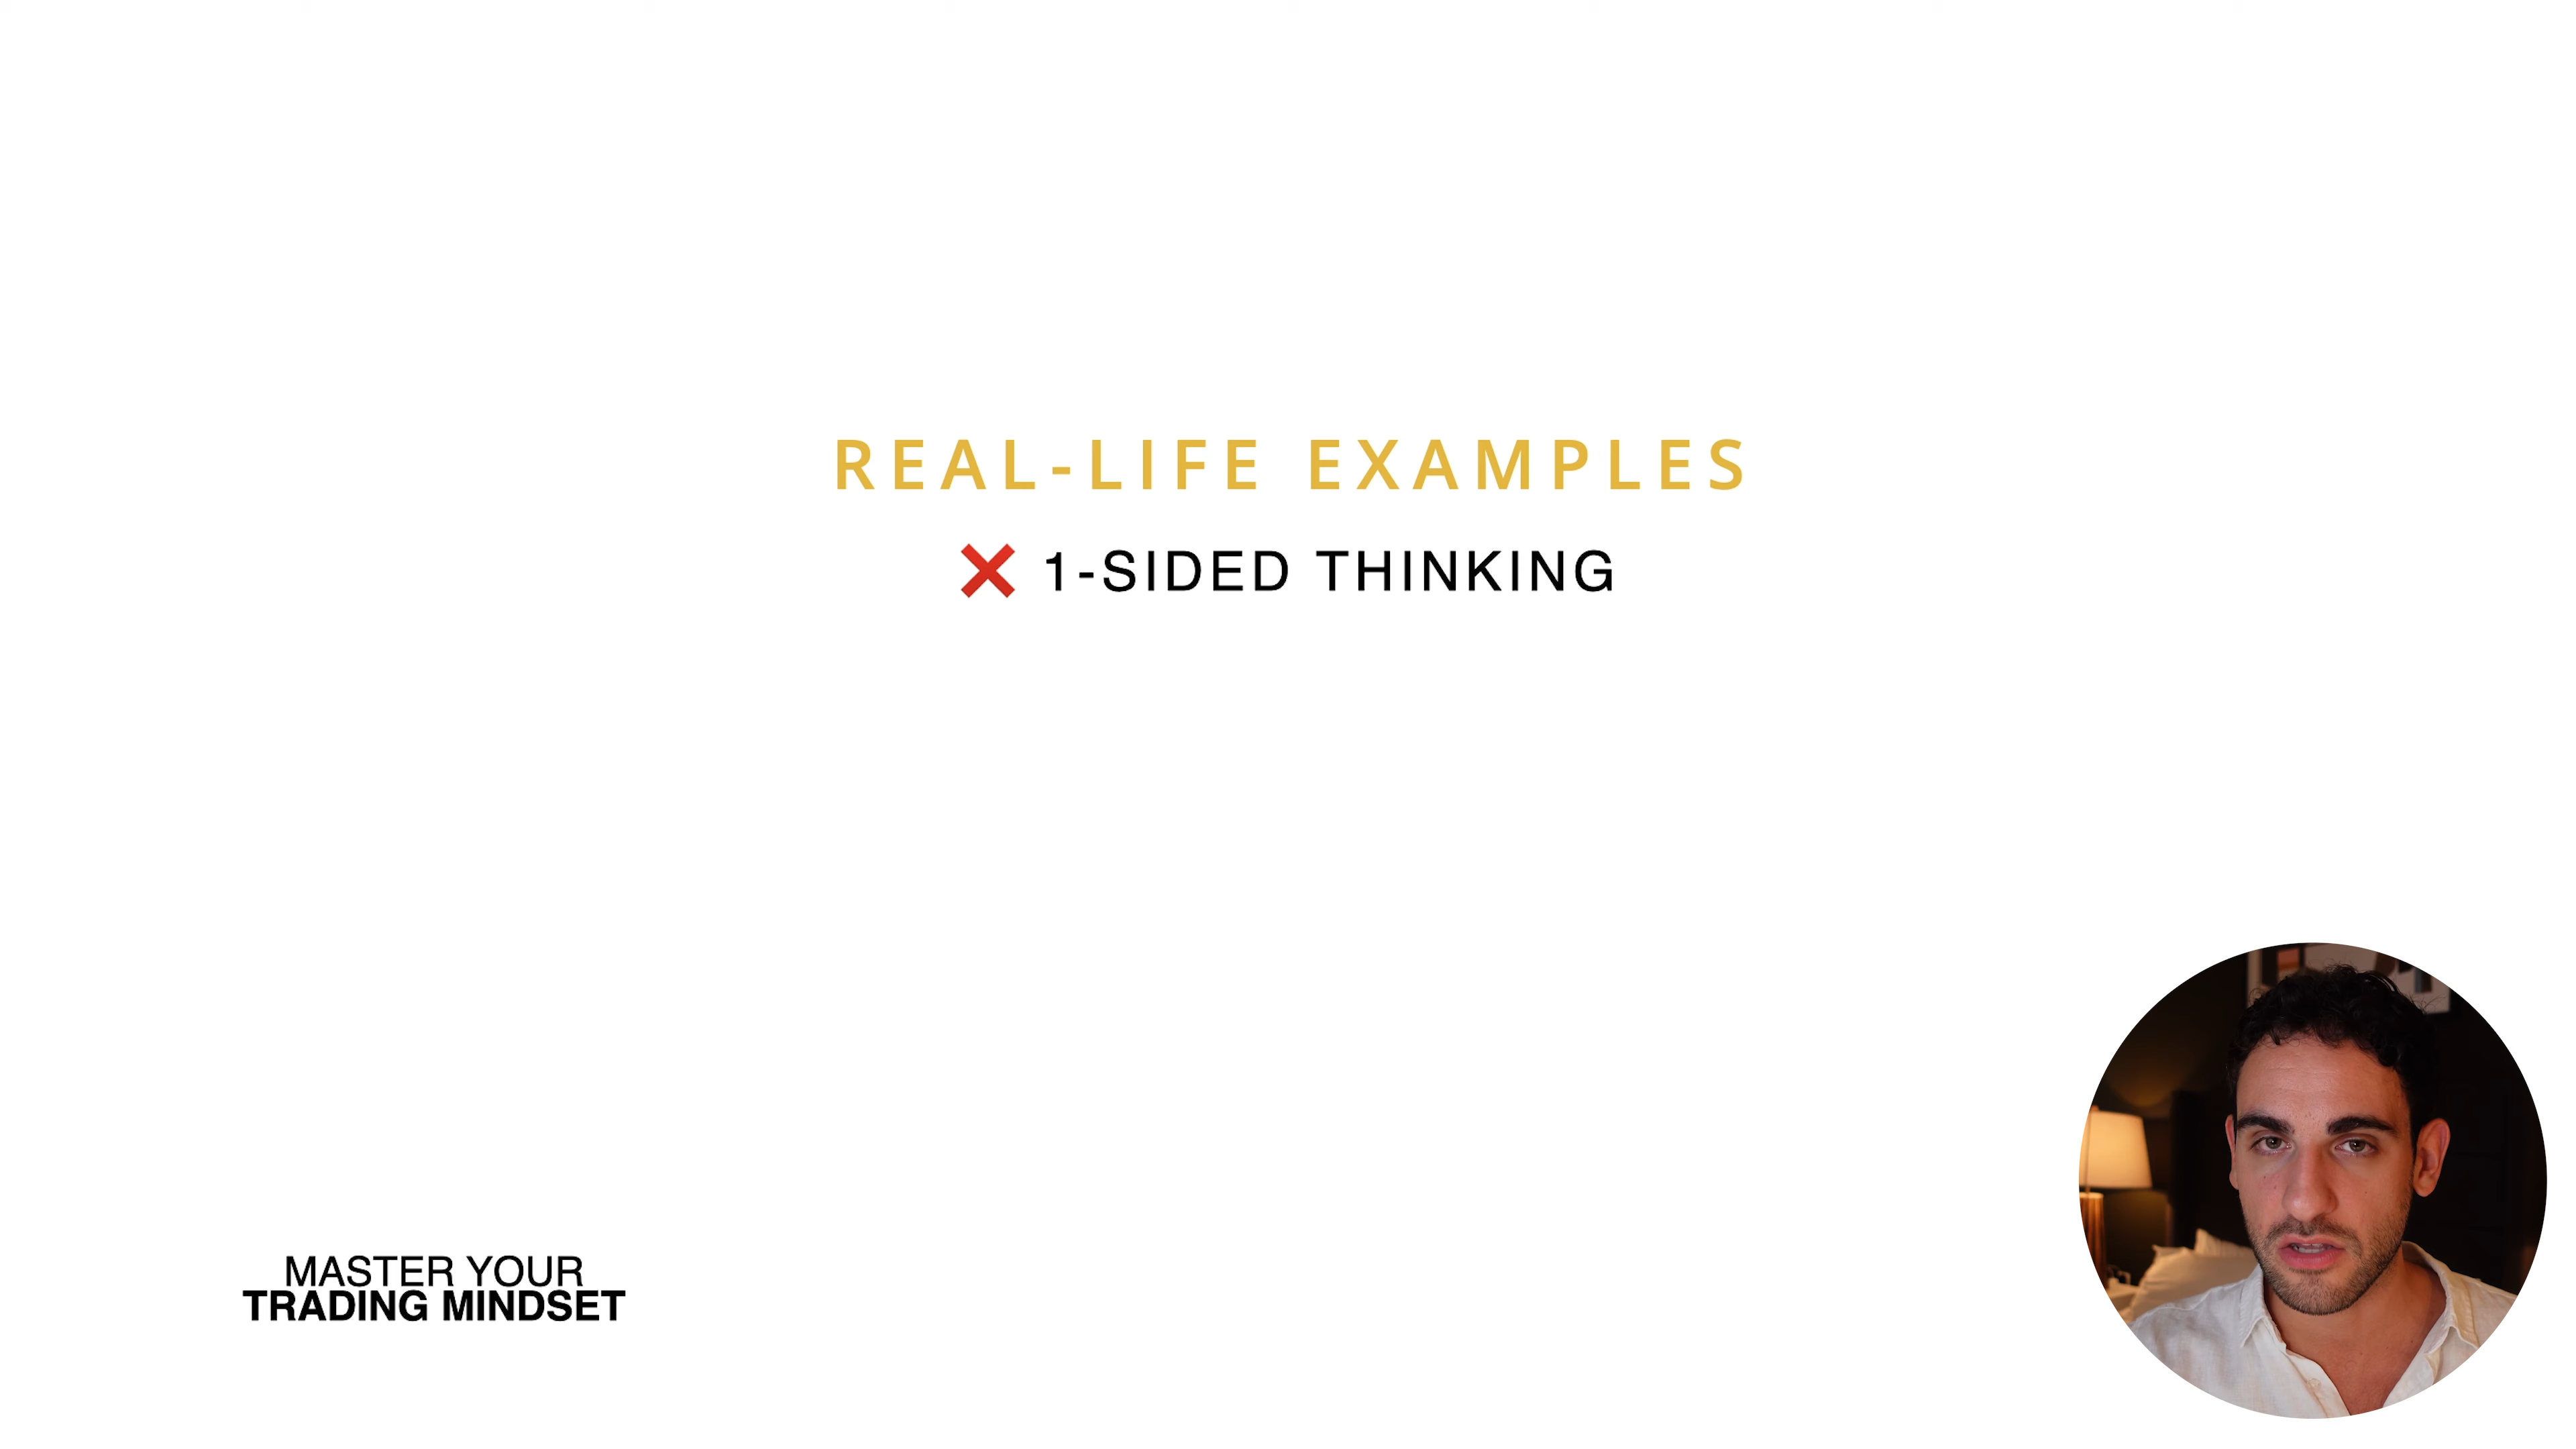 REAL-LIFE EXAMPLES
❌ 1-SIDED THINKING
MASTER YOUR
TRADING MINDSET